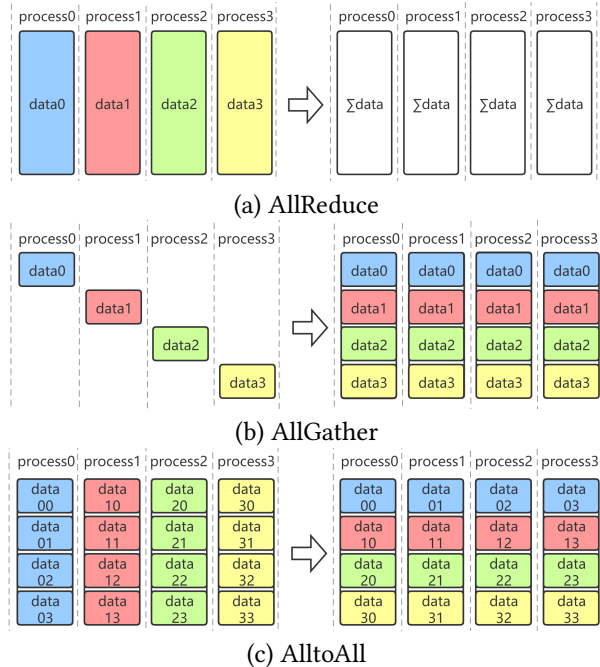 process0 process1 process2 process3 process0 process1 process2 process3
data0 data1 data2 data3 ∑data ∑data ∑data ∑data
(a) AllReduce
process0 process1 process2 process3 process0 process1 process2 process3
data0 data0 data0 data0 data0
data1 data1 data1 data1 data1
data2 data2 data2 data2 data2
data3 data3 data3 data3 data3
(b) AllGather
process0 process1 process2 process3 process0 process1 process2 process3
data data data data data data data data
00 10 20 30 00 01 02 03
data data data data data data data data
01 11 21 31 10 11 12 13
data data data data data data data data
02 12 22 32 20 21 22 23
data data data data data data data data
03 13 23 33 30 31 32 33
(c) AlltoAll